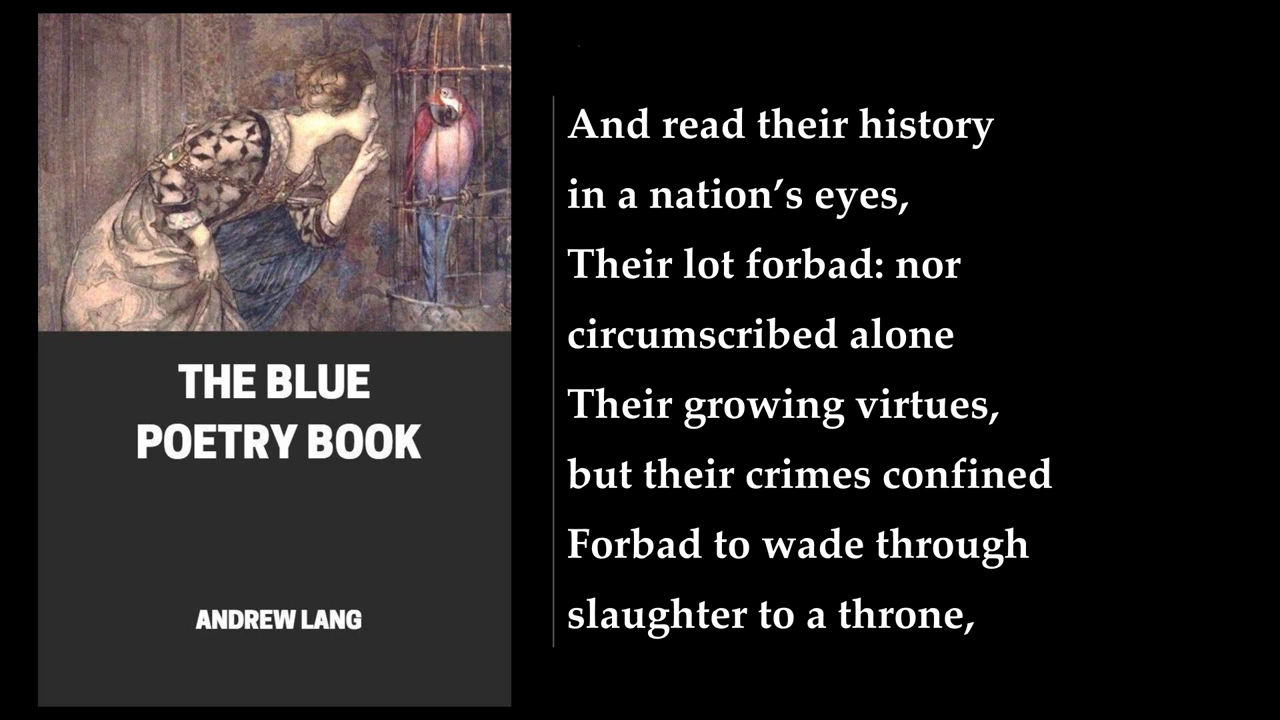 THE BLUE
POETRY BOOK
ANDREW LANG
And read their history
in a nation’s eyes,
Their lot forbad: nor
circumscribed alone
Their growing virtues,
but their crimes confined
Forbad to wade through
slaughter to a throne,